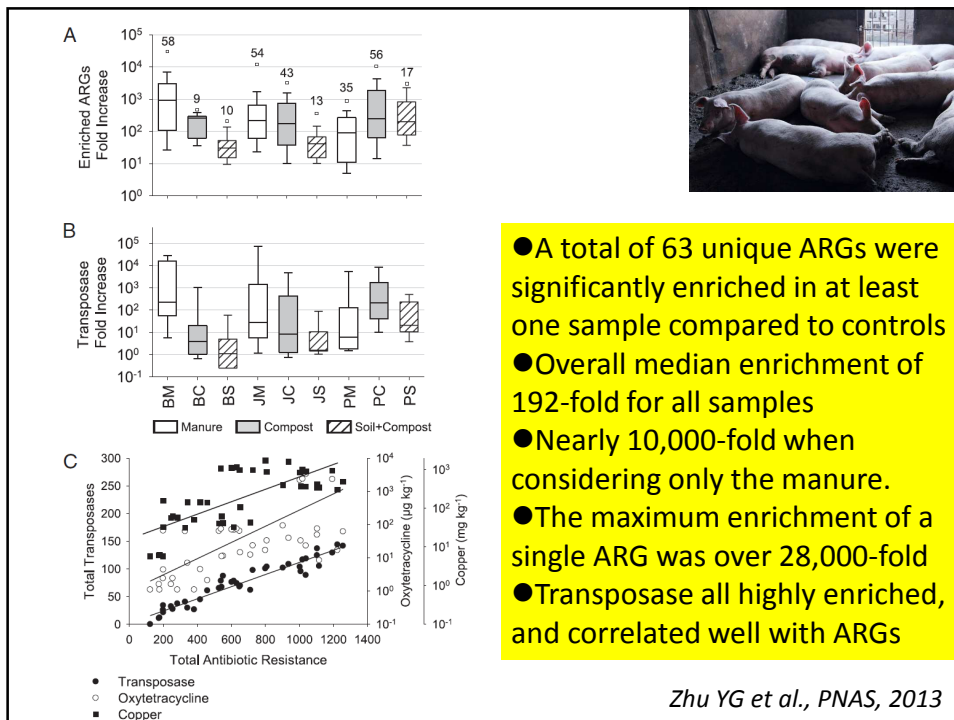 A
Enriched ARGs
Fold Increase
10⁵
10⁴
10³
10²
10¹
10⁰
58
9
10
54
43
13
35
56
17
B
Transposase
Fold Increase
10⁵
10⁴
10³
10²
10¹
10⁰
10⁻¹
BM
BC
BS
JM
JC
JS
PM
PC
PS
Manure Compost Soil+Compost
C
Total Transposases
300
250
200
150
100
50
0
10⁴
10³
10²
10¹
10⁰
10⁻¹
Oxytetracycline (µg kg⁻¹)
10³
10²
10¹
10⁰
10⁻¹
Copper (mg kg⁻¹)
0 200 400 600 800 1000 1200 1400
Total Antibiotic Resistance
● Transposase
○ Oxytetracycline
■ Copper
●A total of 63 unique ARGs were
significantly enriched in at least
one sample compared to controls
●Overall median enrichment of
192-fold for all samples
●Nearly 10,000-fold when
considering only the manure.
●The maximum enrichment of a
single ARG was over 28,000-fold
●Transposase all highly enriched,
and correlated well with ARGs
Zhu YG et al., PNAS, 2013